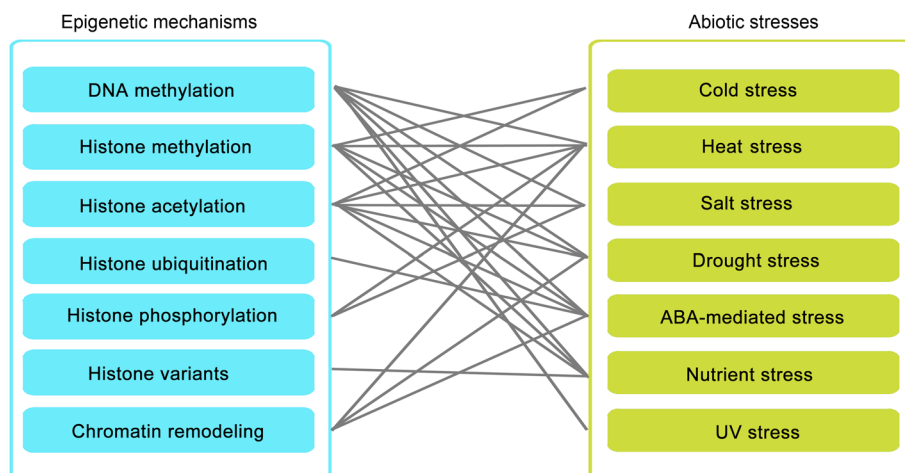 Epigenetic mechanisms
Abiotic stresses
DNA methylation
Cold stress
Histone methylation
Heat stress
Histone acetylation
Salt stress
Histone ubiquitination
Drought stress
Histone phosphorylation
ABA-mediated stress
Histone variants
Nutrient stress
Chromatin remodeling
UV stress